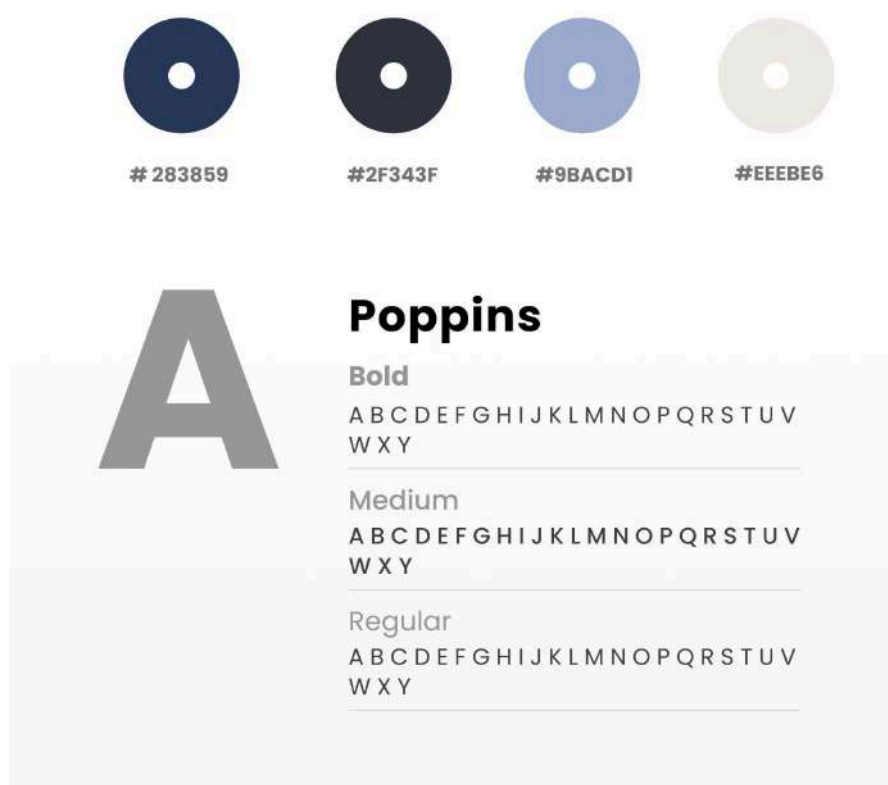 # 283859 #2F343F #9BACD1 #EEEBE6
A
Poppins
Bold
A B C D E F G H I J K L M N O P Q R S T U V
W X Y
Medium
A B C D E F G H I J K L M N O P Q R S T U V
W X Y
Regular
A B C D E F G H I J K L M N O P Q R S T U V
W X Y